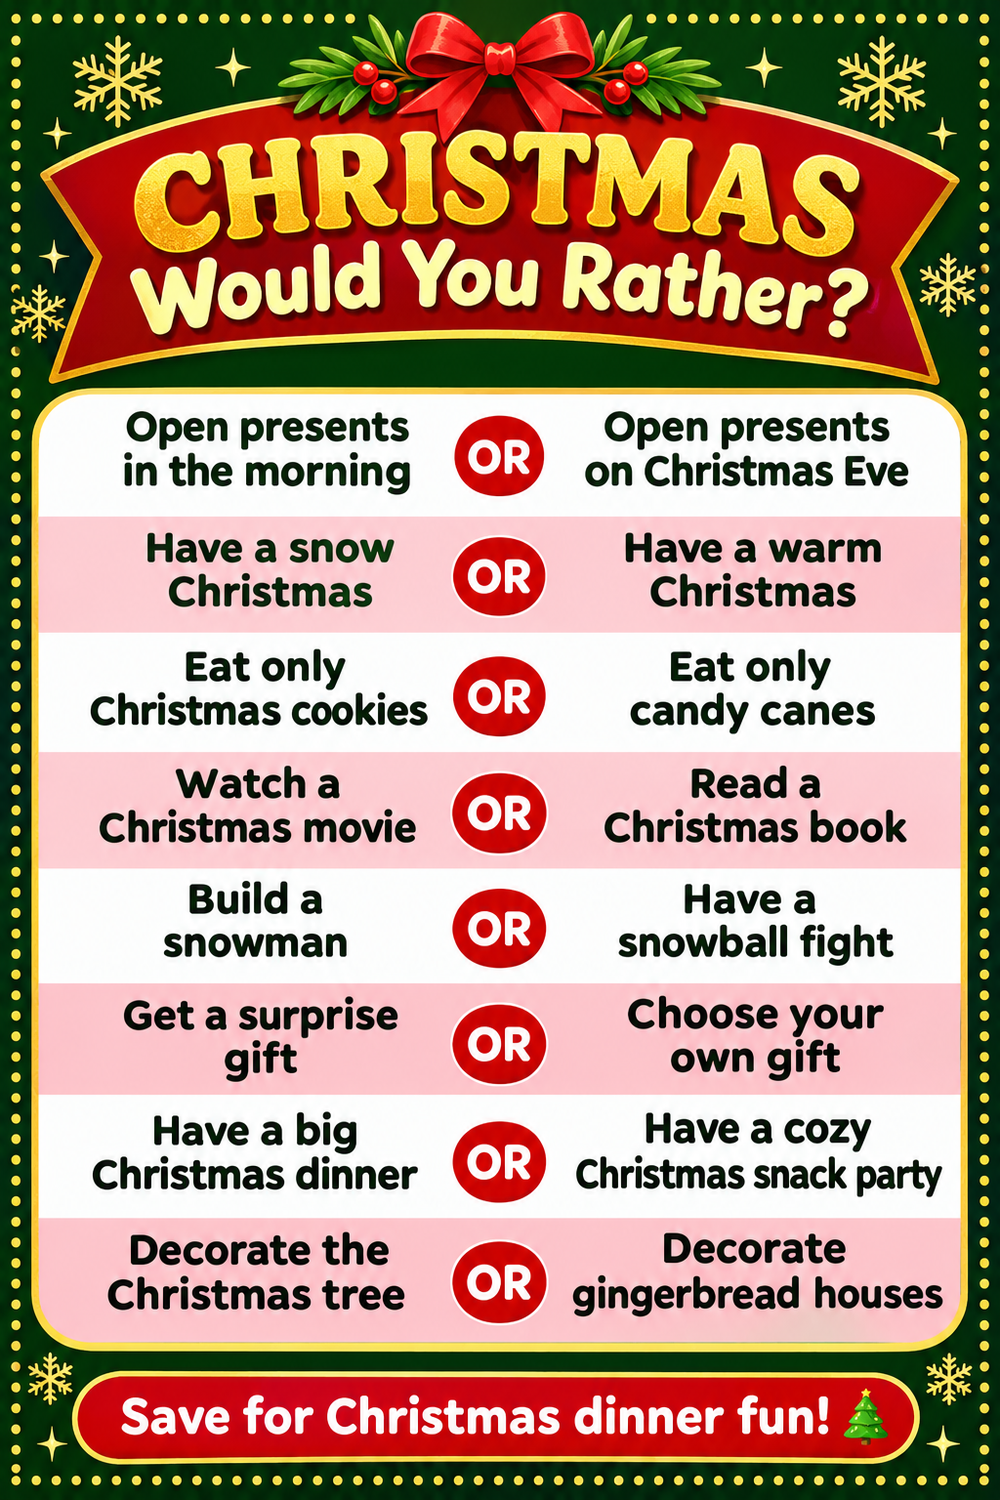 CHRISTMAS
Would You Rather?
Open presents
in the morning
OR
Open presents
on Christmas Eve
Have a snow
Christmas
OR
Have a warm
Christmas
Eat only
Christmas cookies
OR
Eat only
candy canes
Watch a
Christmas movie
OR
Read a
Christmas book
Build a
snowman
OR
Have a
snowball fight
Get a surprise
gift
OR
Choose your
own gift
Have a big
Christmas dinner
OR
Have a cozy
Christmas snack party
Decorate the
Christmas tree
OR
Decorate
gingerbread houses
Save for Christmas dinner fun!🎄